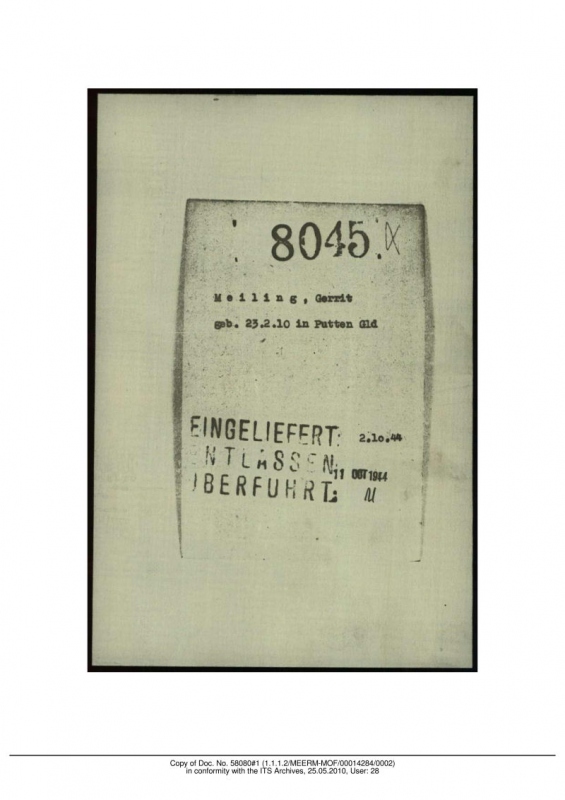 8045.
Meiling, Gerrit
geb. 23.2.10 in Putten Gld
EINGELIEFERT: 2.10.44
ENTLASSEN: 11 OCT 1944
ÜBERFUHRT:
Copy of Doc. No. 58080#1 (1.1.1.2/MEERM-MOF/00014284/0002)
in conformity with the ITS Archives, 25.05.2010, User: 28